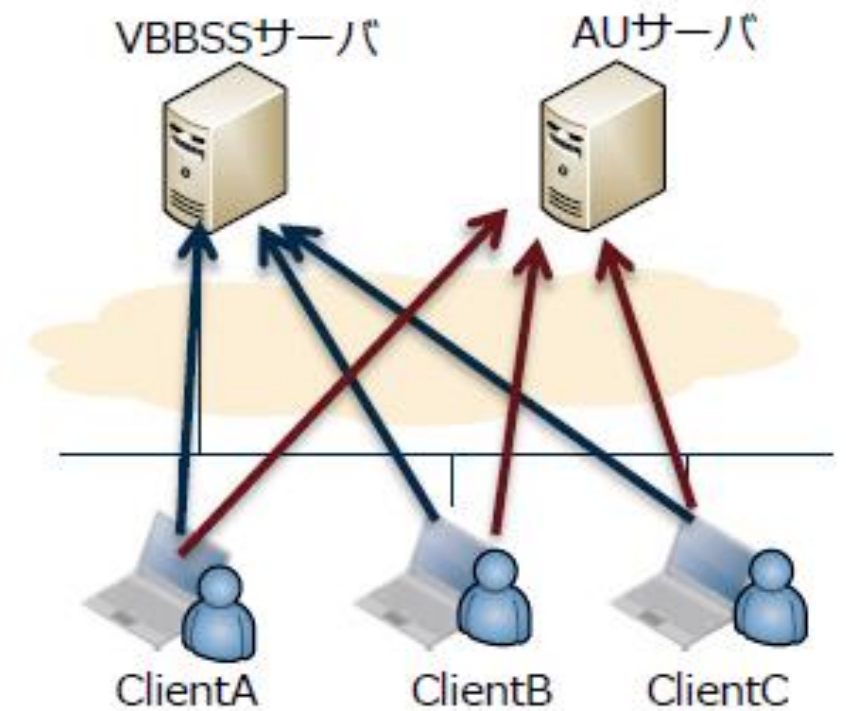 VBBSSサーバ
AUサーバ
ClientA
ClientB
ClientC